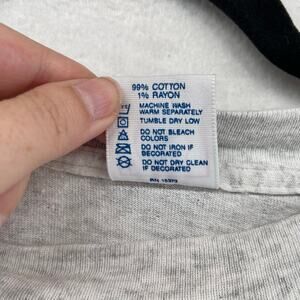 99% COTTON
1% RAYON
MACHINE WASH
WARM SEPARATELY
TUMBLE DRY LOW
DO NOT BLEACH
COLORS
DO NOT IRON IF
DECORATED
DO NOT DRY CLEAN
IF DECORATED